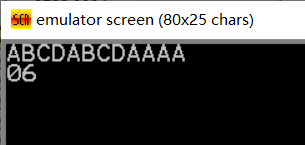 emulator screen (80x25 chars)
ABCDABCDAAAA
06